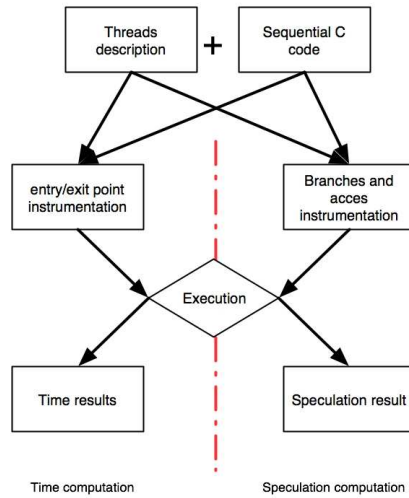 Threads
description
+
Sequential C
code
entry/exit point
instrumentation
Branches and
acces
instrumentation
Execution
Time results
Speculation result
Time computation
Speculation computation